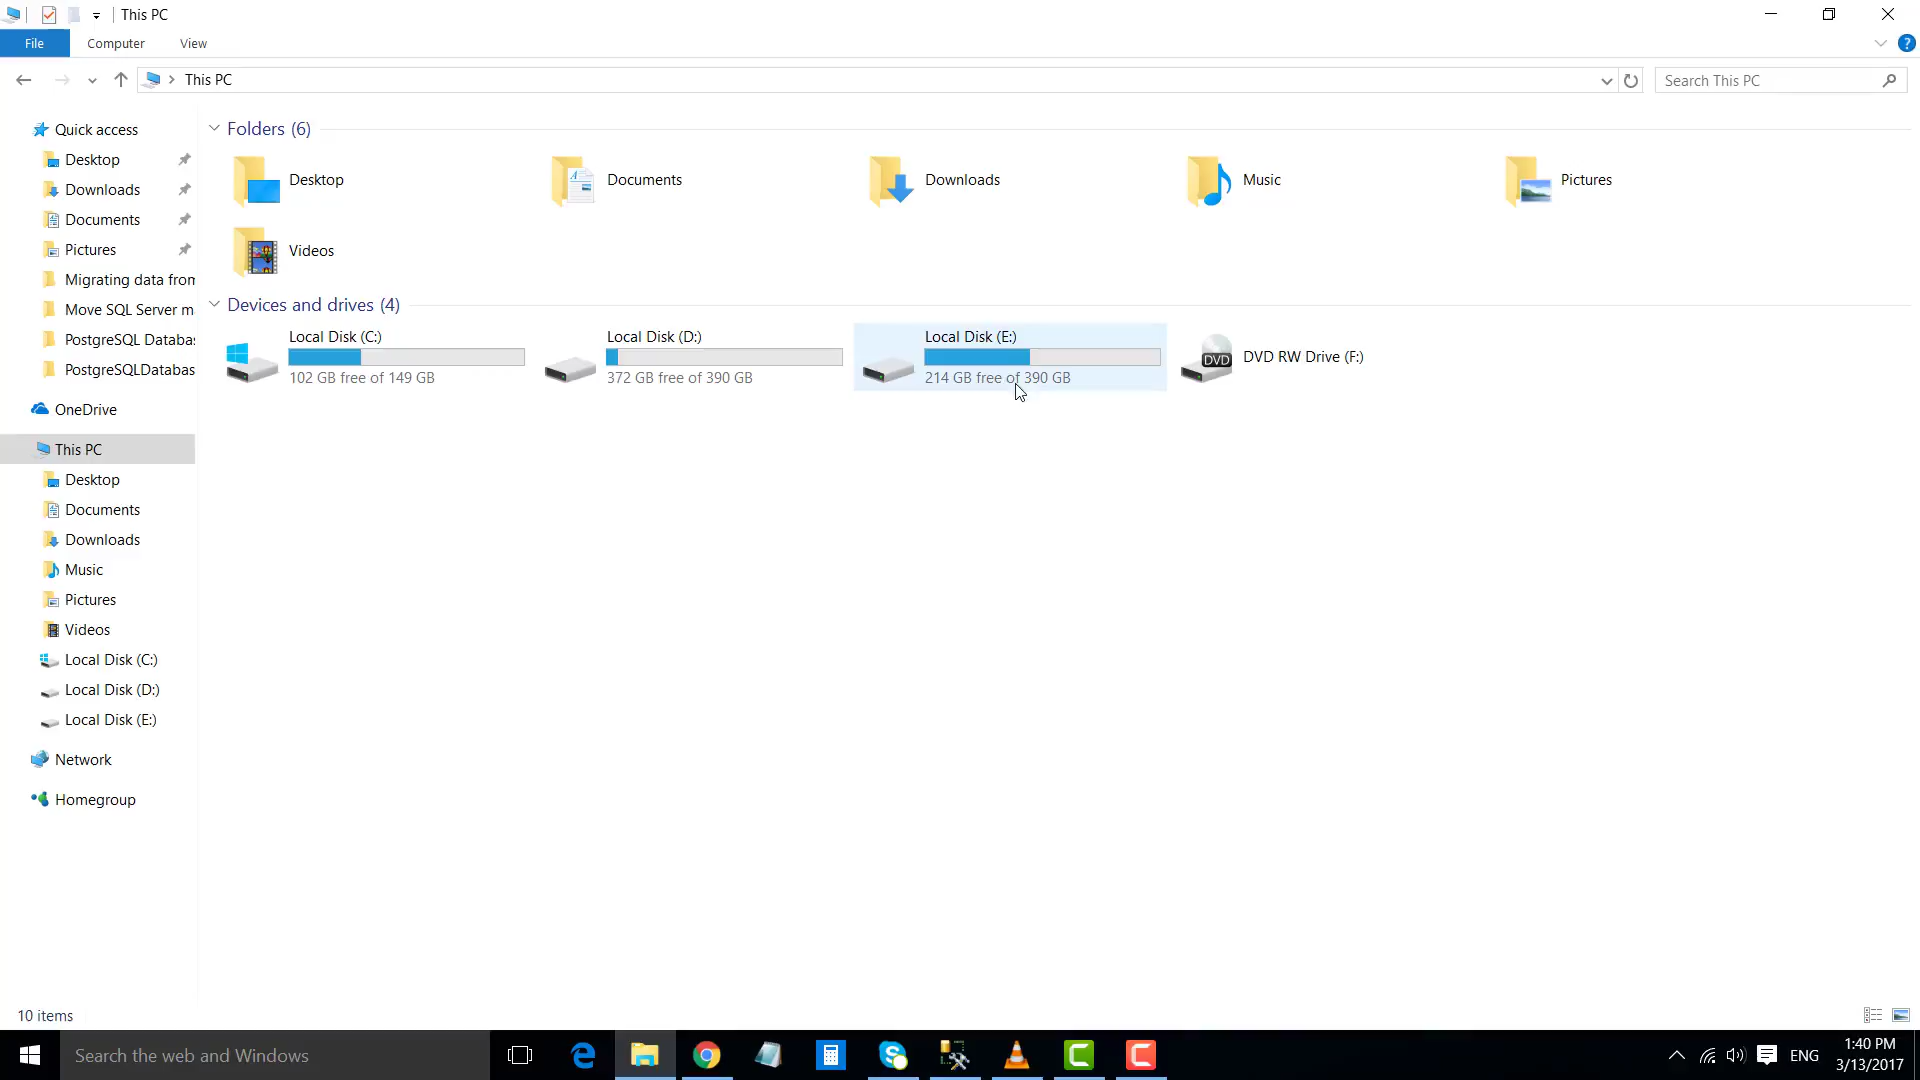 This PC
File Computer View
This PC
Search This PC
Quick access
Desktop
Downloads
Documents
Pictures
Migrating data from
Move SQL Server m
PostgreSQL Databas
PostgreSQLDatabas
OneDrive
This PC
Desktop
Documents
Downloads
Music
Pictures
Videos
Local Disk (C:)
Local Disk (D:)
Local Disk (E:)
Network
Homegroup
Folders (6)
Desktop Documents Downloads Music Pictures
Videos
Devices and drives (4)
Local Disk (C:)
102 GB free of 149 GB
Local Disk (D:)
372 GB free of 390 GB
Local Disk (E:)
214 GB free of 390 GB
DVD
DVD RW Drive (F:)
10 items
Search the web and Windows
ENG
1:40 PM
3/13/2017